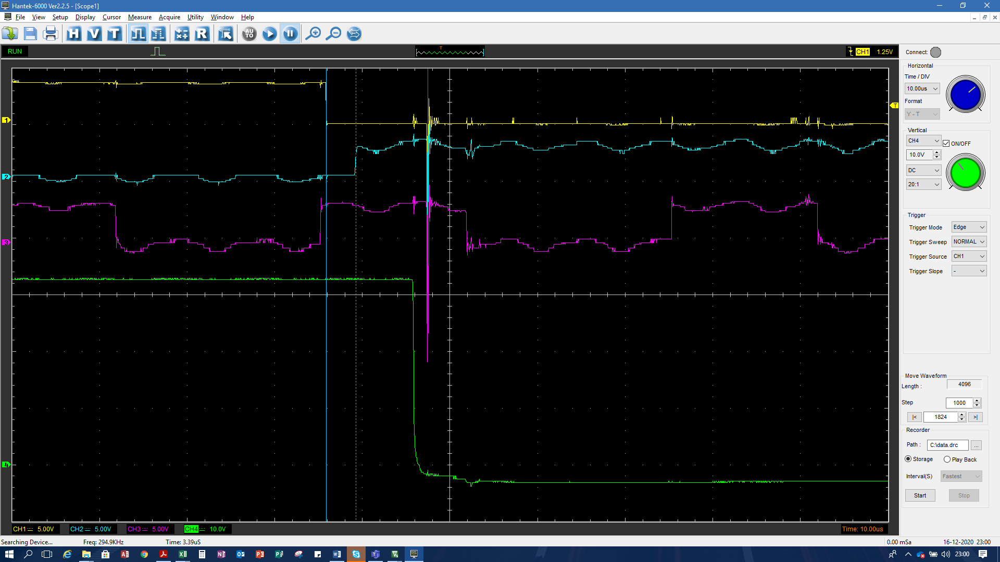 Hantek-6000 Ver2.2.5 - [Scope1]
File View Setup Display Cursor Measure Acquire Utility Window Help
H V T R AU TO
RUN
T
CH1 1.25V
Connect:
Horizontal
Time / DIV
10.00us
Format
Y - T
T
1
Vertical
CH4
ON/OFF
10.0V
DC
2
20:1
Trigger
Trigger Mode Edge
3
Trigger Sweep NORMAL
Trigger Source CH1
Trigger Slope -
Move Waveform
Length : 4096
Step 1000
|< 1824 >|
Recorder
Path : C:\data.drc ...
Storage Play Back
4
Interval(S) Fastest
Start Stop
CH1 5.00V CH2 5.00V CH3 5.00V CH4 10.0V Time: 10.00us
Searching Device... Freq: 294.9KHz Time: 3.39uS 0.00 mSa 16-12-2020 23:00
23:00